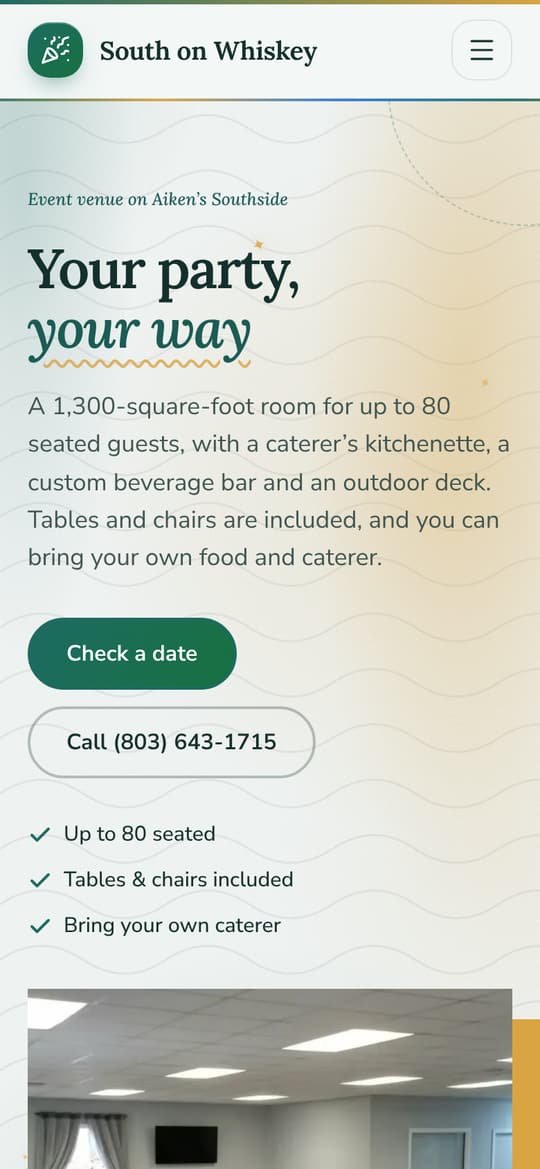 South on Whiskey
Event venue on Aiken’s Southside
Your party,
your way
A 1,300-square-foot room for up to 80
seated guests, with a caterer’s kitchenette, a
custom beverage bar and an outdoor deck.
Tables and chairs are included, and you can
bring your own food and caterer.
Check a date
Call (803) 643-1715
Up to 80 seated
Tables & chairs included
Bring your own caterer